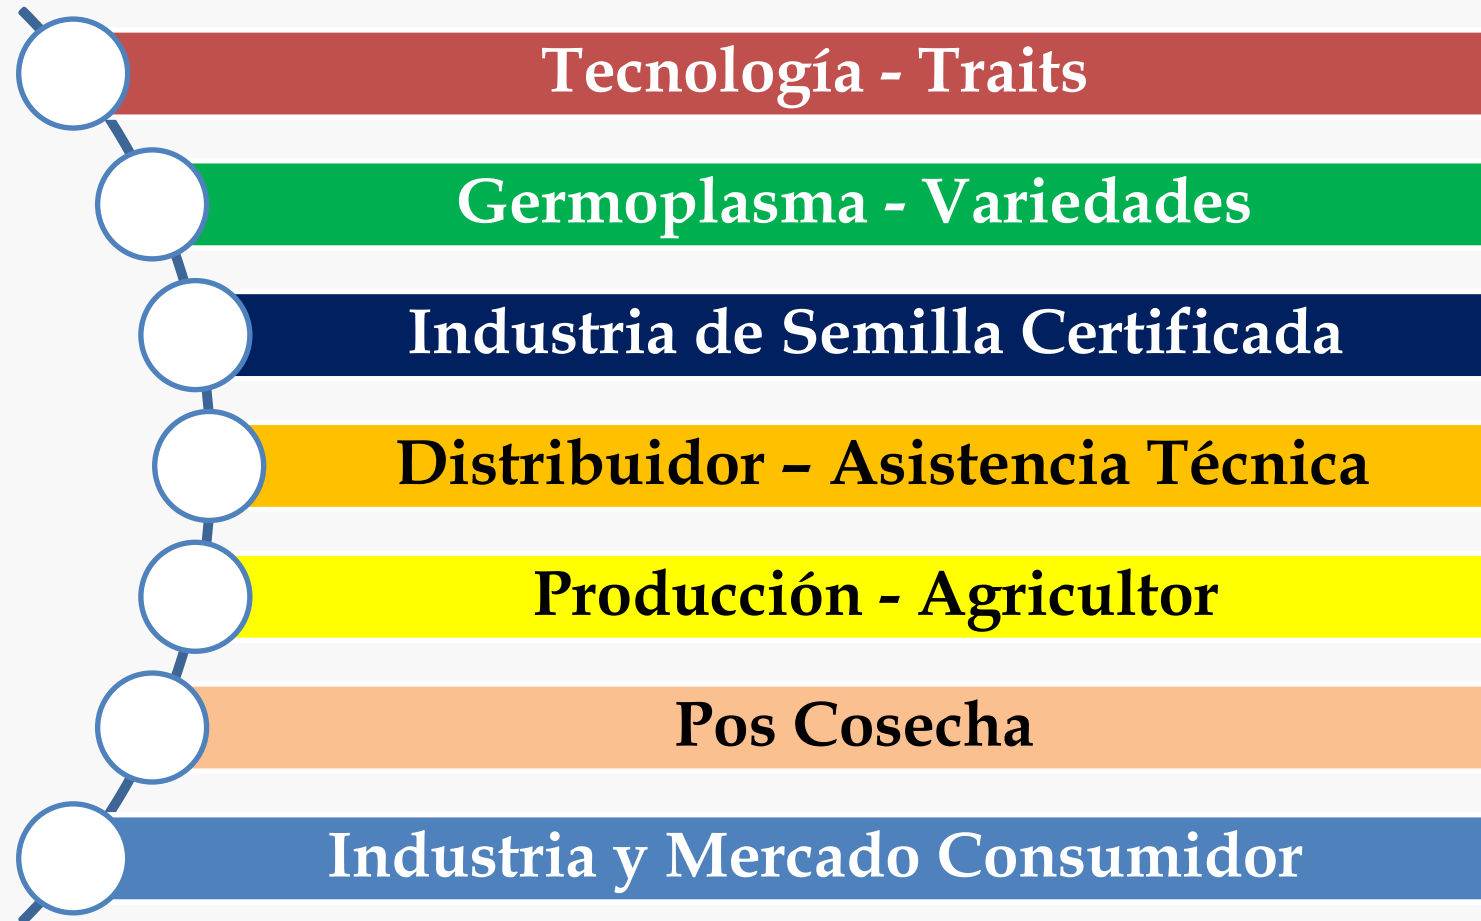 Tecnología - Traits
Germoplasma - Variedades
Industria de Semilla Certificada
Distribuidor – Asistencia Técnica
Producción - Agricultor
Pos Cosecha
Industria y Mercado Consumidor